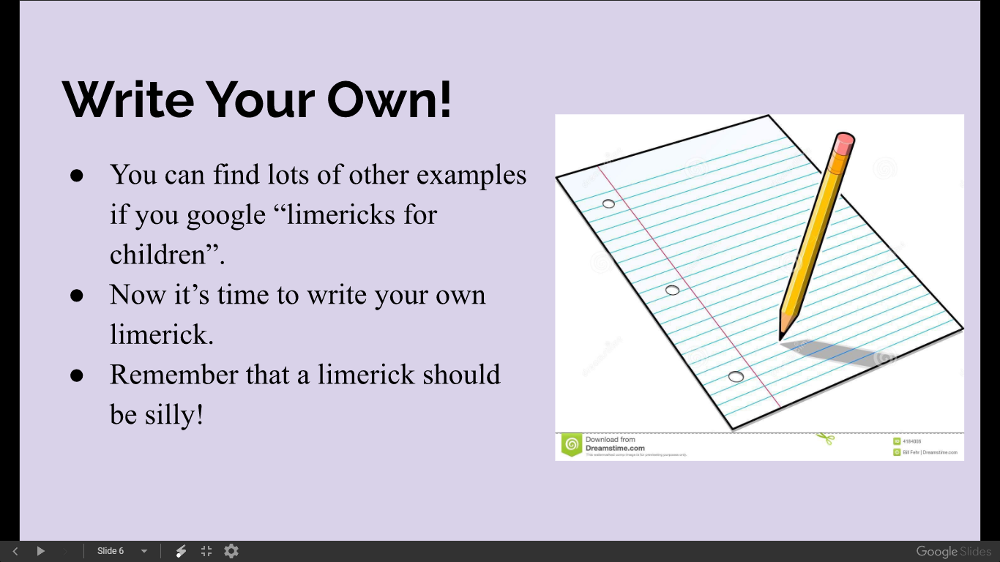 Write Your Own!
● You can find lots of other examples
if you google “limericks for
children”.
● Now it’s time to write your own
limerick.
● Remember that a limerick should
be silly!
Download from
Dreamstime.com
This watermarked comp image is for previewing purposes only.
4184006
Bill Fehr | Dreamstime.com
Slide 6
Google Slides